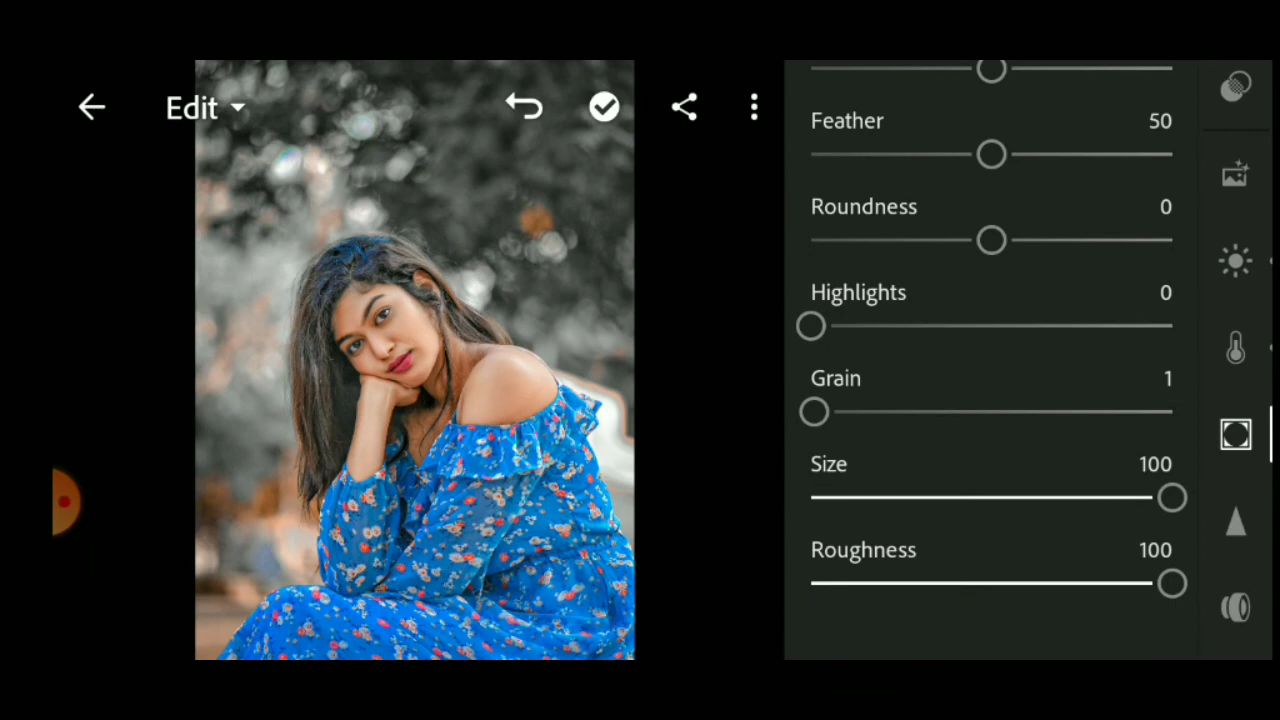 Edit
Feather 50
Roundness 0
Highlights 0
Grain 1
Size 100
Roughness 100